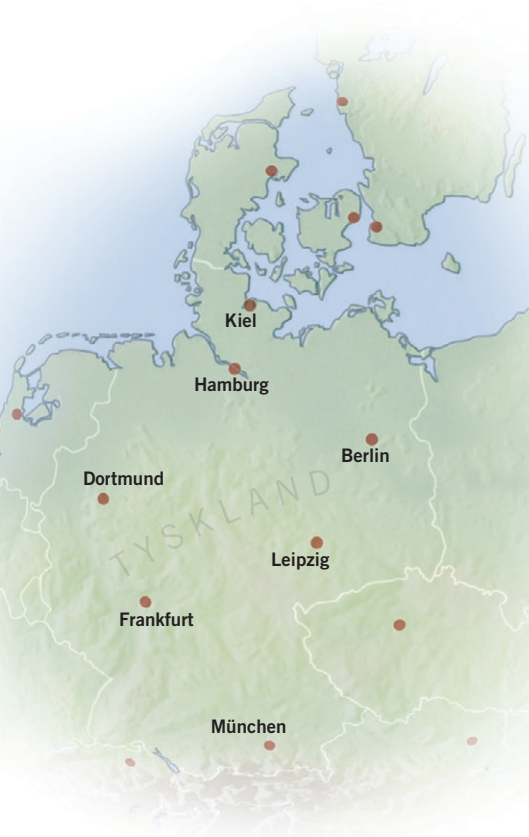 Kiel
Hamburg
Berlin
Dortmund
TYSKLAND
Leipzig
Frankfurt
München